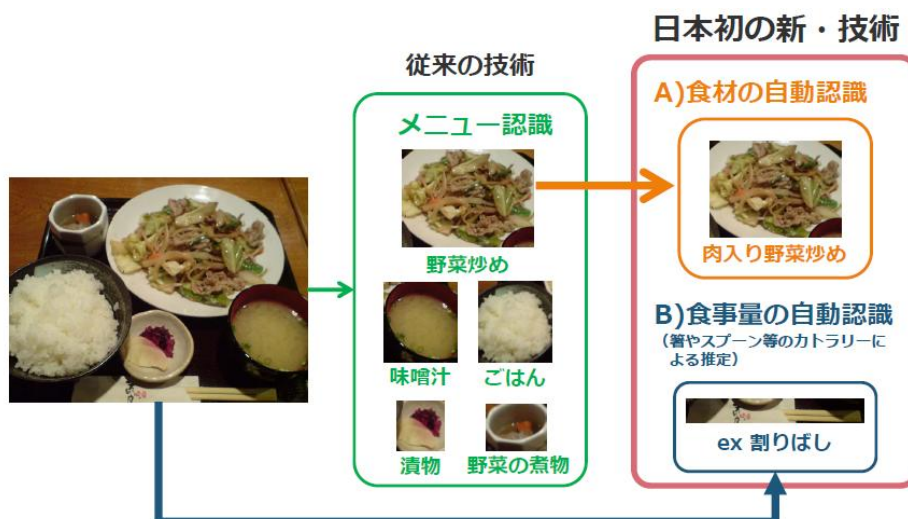 日本初の新・技術
従来の技術
メニュー認識
野菜炒め
味噌汁
ごはん
漬物
野菜の煮物
A)食材の自動認識
肉入り野菜炒め
B)食事量の自動認識
（箸やスプーン等のカトラリーに
よる推定）
ex 割りばし